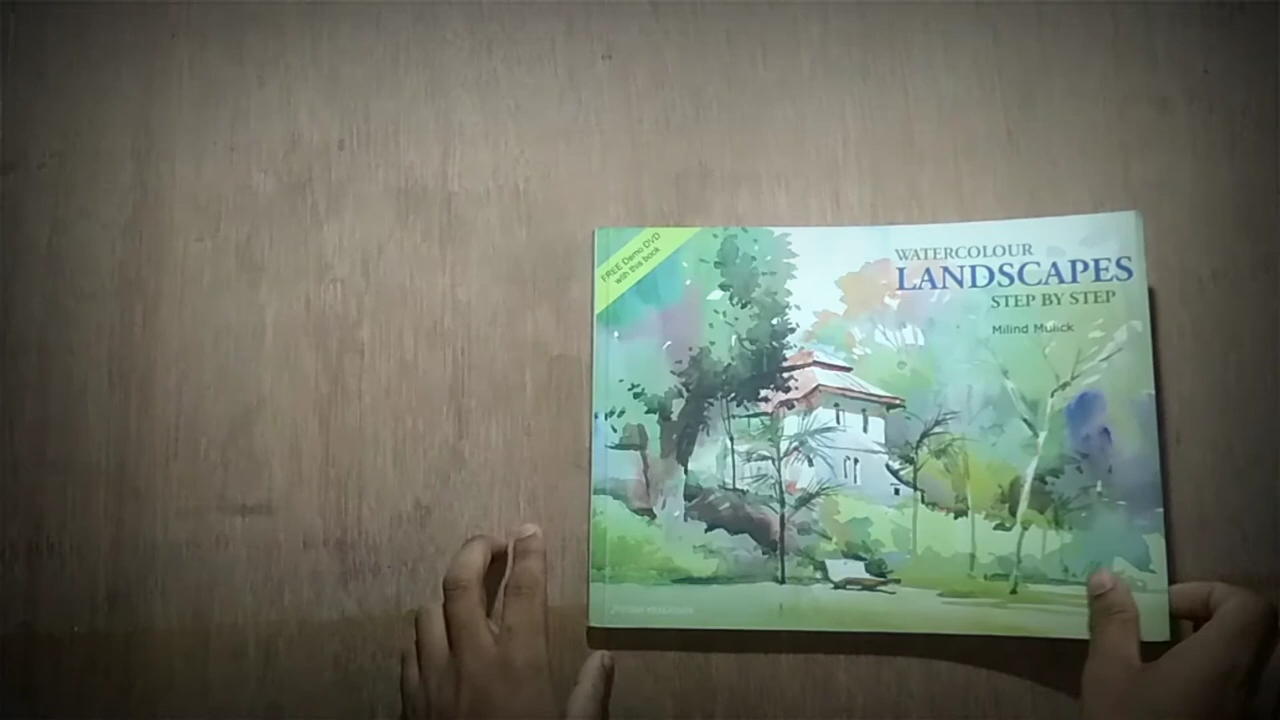 FREE Demo DVD
with this book
WATERCOLOUR
LANDSCAPES
STEP BY STEP
Milind Mulick